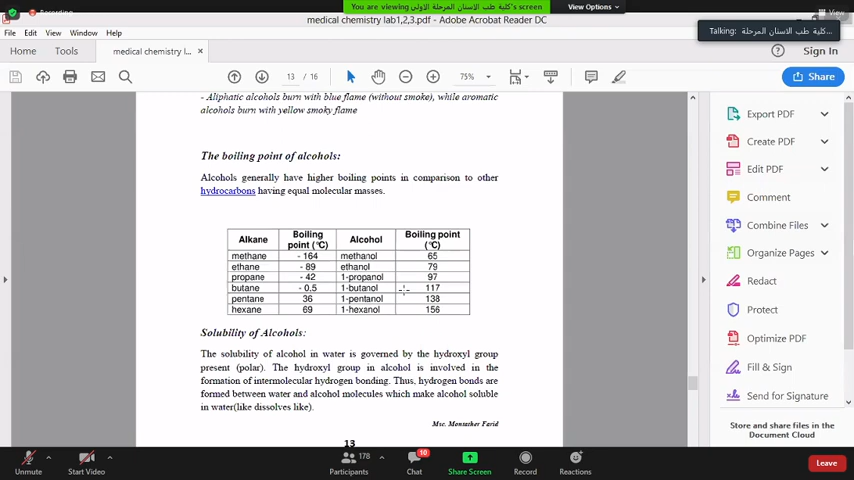 Recording
You are viewing كلية طب الاسنان المرحلة الاولي's screen
View Options
View
medical chemistry lab1,2,3.pdf - Adobe Acrobat Reader DC
File Edit View Window Help
Talking: كلية طب الاسنان المرحلة...
Home Tools medical chemistry l... × Sign In
13 / 16 75% Share
- Aliphatic alcohols burn with blue flame (without smoke), while aromatic
alcohols burn with yellow smoky flame
The boiling point of alcohols:
Alcohols generally have higher boiling points in comparison to other
hydrocarbons having equal molecular masses.
Alkane Boiling point (°C) Alcohol Boiling point (°C)
methane - 164 methanol 65
ethane - 89 ethanol 79
propane - 42 1-propanol 97
butane - 0.5 1-butanol 117
pentane 36 1-pentanol 138
hexane 69 1-hexanol 156
Solubility of Alcohols:
The solubility of alcohol in water is governed by the hydroxyl group
present (polar). The hydroxyl group in alcohol is involved in the
formation of intermolecular hydrogen bonding. Thus, hydrogen bonds are
formed between water and alcohol molecules which make alcohol soluble
in water(like dissolves like).
Msc. Montather Farid
13
Export PDF
Create PDF
Edit PDF
Comment
Combine Files
Organize Pages
Redact
Protect
Optimize PDF
Fill & Sign
Send for Signature
Store and share files in the
Document Cloud
Unmute Start Video Participants 178 Chat 10 Share Screen Record Reactions Leave